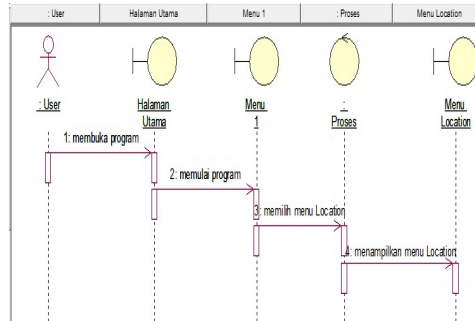 : User
Halaman Utama
Menu 1
: Proses
Menu Location
: User
Halaman
Utama
Menu
1
:
Proses
Menu
Location
1: membuka program
2: memulai program
3: memilih menu Location
4: menampilkan menu Location